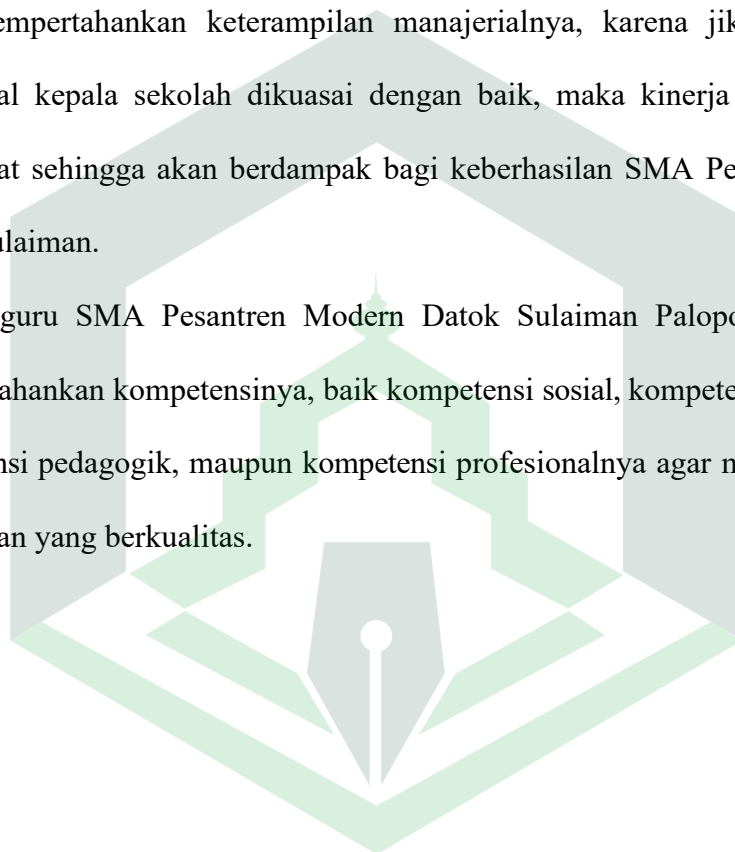 empertahankan keterampilan manajerialnya, karena jik
al kepala sekolah dikuasai dengan baik, maka kinerja
at sehingga akan berdampak bagi keberhasilan SMA Pe
ulaiman.
guru SMA Pesantren Modern Datok Sulaiman Palopo
ahankan kompetensinya, baik kompetensi sosial, kompete
nsi pedagogik, maupun kompetensi profesionalnya agar m
an yang berkualitas.